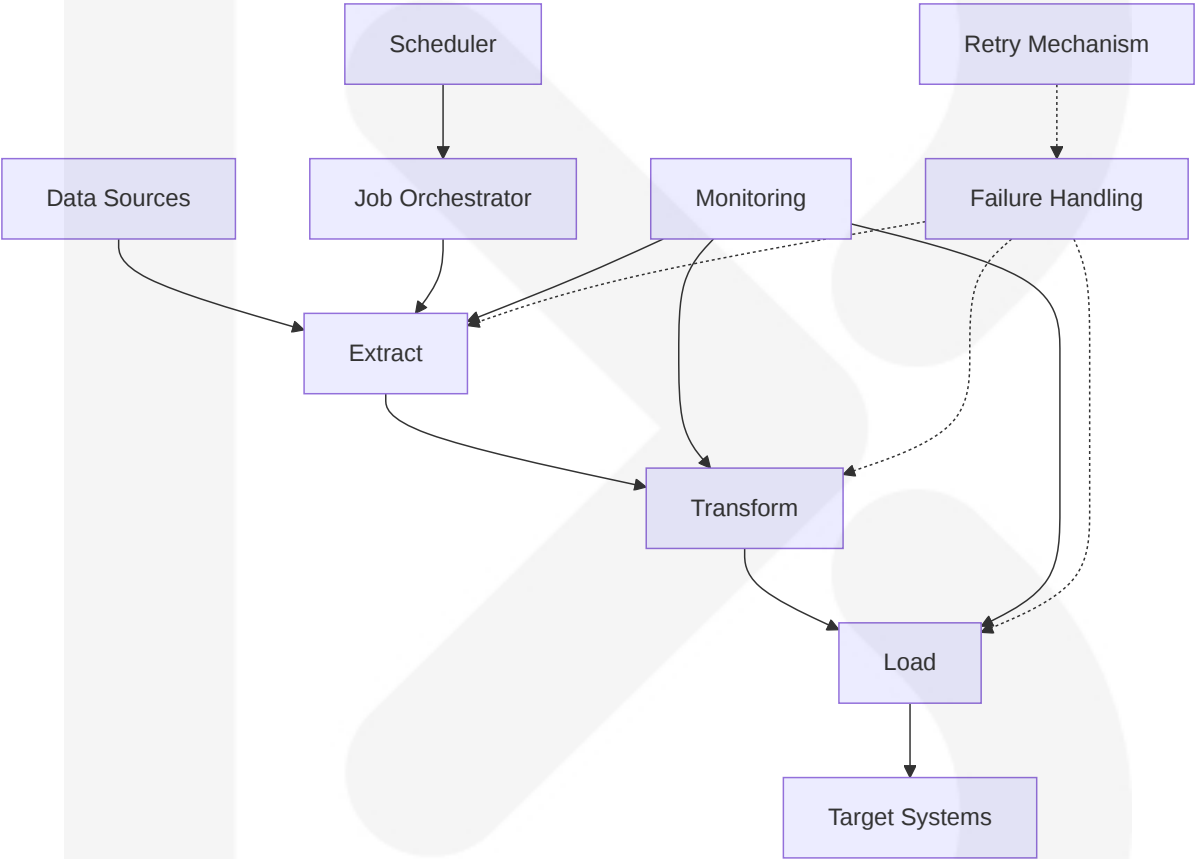 Scheduler
Retry Mechanism
Data Sources
Job Orchestrator
Monitoring
Failure Handling
Extract
Transform
Load
Target Systems